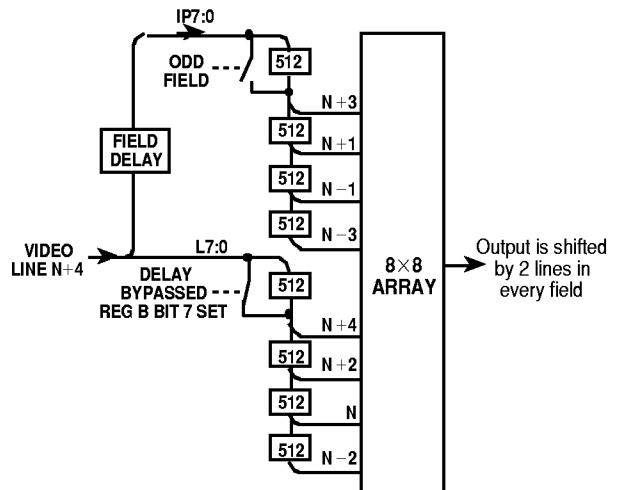 IP7:0
ODD
FIELD
512
N+3
512
N+1
FIELD
DELAY
512
N−1
512
N−3
VIDEO
LINE N+4
L7:0
DELAY
BYPASSED
REG B BIT 7 SET
512
N+4
512
N+2
512
N
512
N−2
8×8
ARRAY
Output is shifted
by 2 lines in
every field